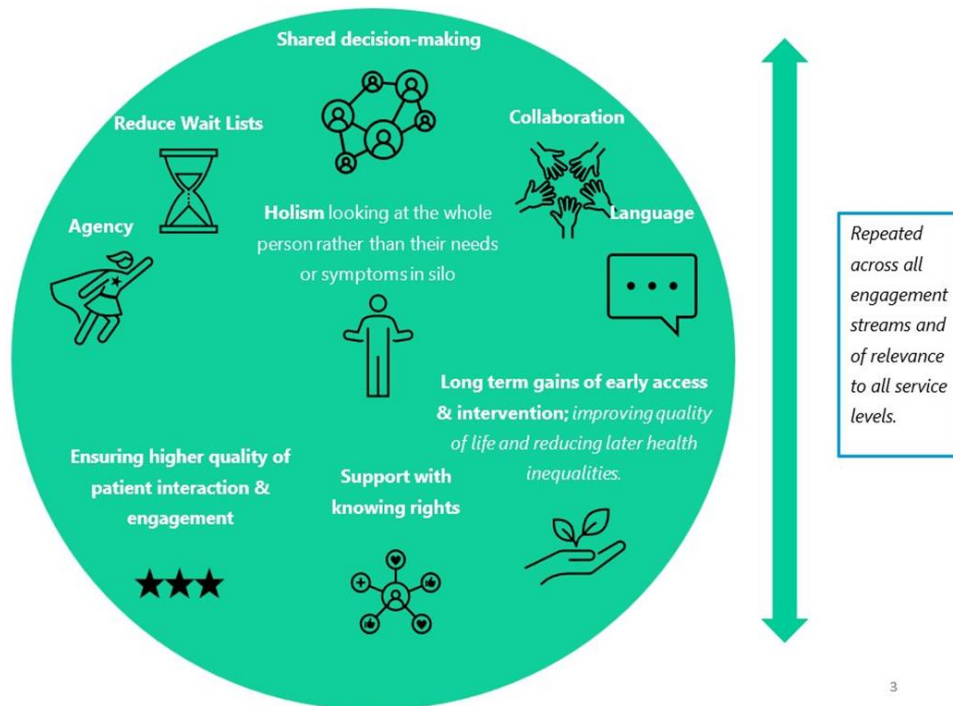 Shared decision-making
Reduce Wait Lists
Collaboration
Agency
Holism looking at the whole
person rather than their needs
or symptoms in silo
Language
Repeated
across all
engagement
streams and
of relevance
to all service
levels.
Long term gains of early access
& intervention; improving quality
of life and reducing later health
inequalities.
Ensuring higher quality of
patient interaction &
engagement
Support with
knowing rights
3